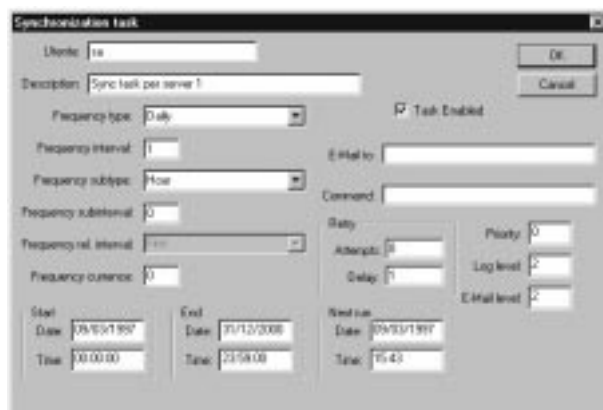 Synchronization task
Utente: sa
OK
Description: Sync task per server 1
Cancel
Frequency type: Daily
Task Enabled
Frequency interval: 1
E-Mail to:
Frequency subtype: Hour
Command:
Frequency subinterval: 0
Retry
Priority: 0
Attempts: 8
Frequency rel. interval:
Log level: 2
Delay: 1
Frequency currence: 0
E-Mail level: 2
Start
End
Next run
Date: 09/03/1997
Date: 31/12/2000
Date: 09/03/1997
Time: 00:00:00
Time: 23:59:00
Time: 15:43